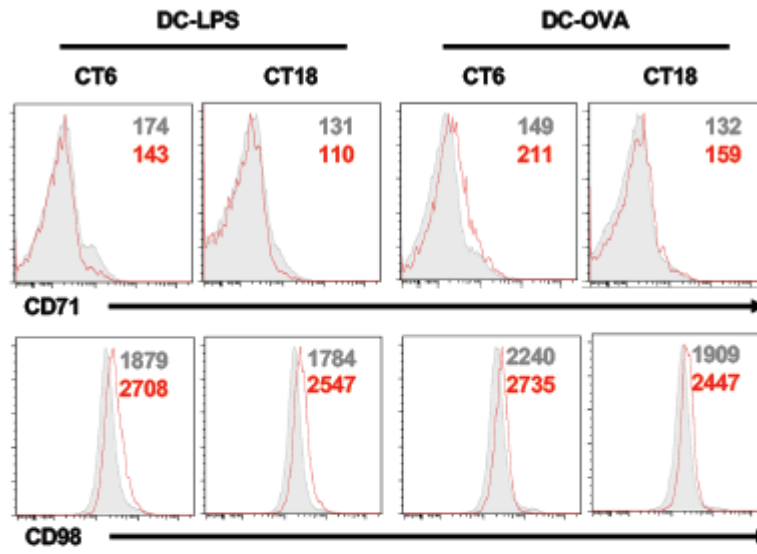 DC-LPS DC-OVA
CT6 CT18 CT6 CT18
174 131 149 132
143 110 211 159
CD71
1879 1784 2240 1909
2708 2547 2735 2447
CD98